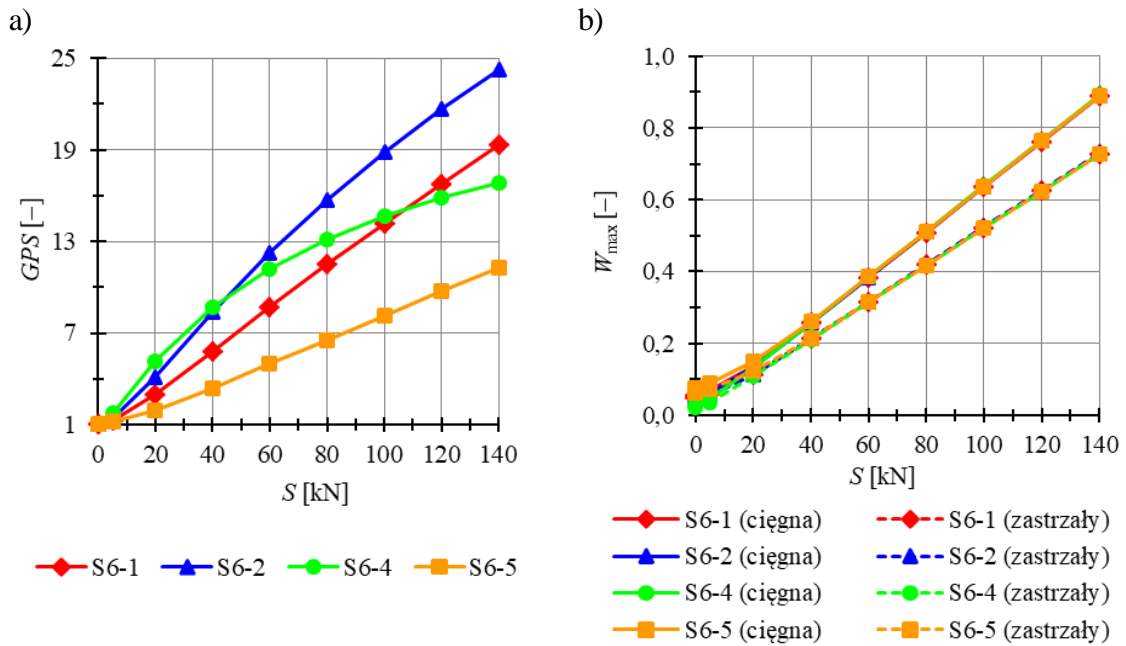 a)
25
19
13
7
1
GPS [–]
0 20 40 60 80 100 120 140
S [kN]
S6-1 S6-2 S6-4 S6-5
b)
1,0
0,8
0,6
0,4
0,2
0,0
Wmax [–]
0 20 40 60 80 100 120 140
S [kN]
S6-1 (cięgna) S6-1 (zastrzały)
S6-2 (cięgna) S6-2 (zastrzały)
S6-4 (cięgna) S6-4 (zastrzały)
S6-5 (cięgna) S6-5 (zastrzały)